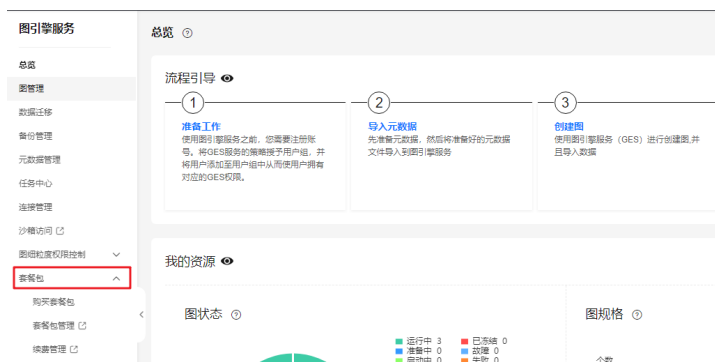 图引擎服务
总览
图管理
数据迁移
备份管理
元数据管理
任务中心
连接管理
沙箱访问
图细粒度权限控制
套餐包
购买套餐包
套餐包管理
续费管理
总览
流程引导
1
准备工作
使用图引擎服务之前，您需要注册账
号。将GES服务的策略授予用户组，并
将用户添加至用户组中从而使用户拥有
对应的GES权限。
2
导入元数据
先准备元数据，然后将准备好的元数据
文件导入到图引擎服务
3
创建图
使用图引擎服务（GES）进行创建图,并
且导入数据
我的资源
图状态
运行中 3
已冻结 0
准备中 0
故障 0
启动中 0
失败 0
图规格
个数